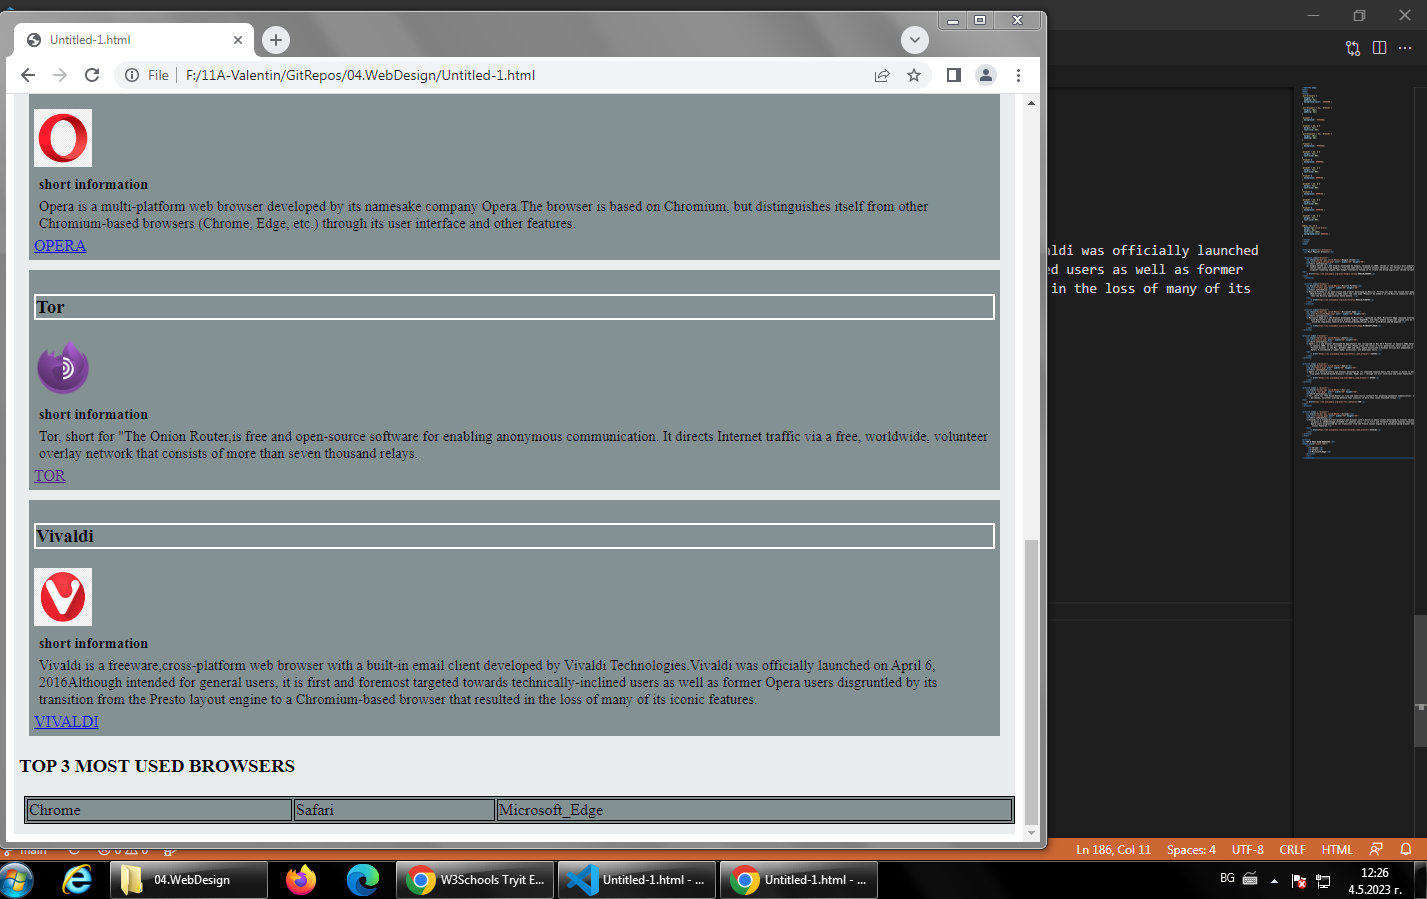 Untitled-1.html
File
F:/11A-Valentin/GitRepos/04.WebDesign/Untitled-1.html
short information
Opera is a multi-platform web browser developed by its namesake company Opera.The browser is based on Chromium, but distinguishes itself from other
Chromium-based browsers (Chrome, Edge, etc.) through its user interface and other features.
OPERA
Tor
short information
Tor, short for "The Onion Router,is free and open-source software for enabling anonymous communication. It directs Internet traffic via a free, worldwide, volunteer
overlay network that consists of more than seven thousand relays.
TOR
Vivaldi
short information
Vivaldi is a freeware,cross-platform web browser with a built-in email client developed by Vivaldi Technologies.Vivaldi was officially launched on April 6,
2016Although intended for general users, it is first and foremost targeted towards technically-inclined users as well as former Opera users disgruntled by its
transition from the Presto layout engine to a Chromium-based browser that resulted in the loss of many of its iconic features.
VIVALDI
TOP 3 MOST USED BROWSERS
Chrome Safari Microsoft_Edge
aldi was officially launched
ed users as well as former
in the loss of many of its
main
Ln 186, Col 11 Spaces: 4 UTF-8 CRLF HTML
04.WebDesign
W3Schools Tryit E...
Untitled-1.html - ...
Untitled-1.html - ...
BG
12:26
4.5.2023 г.